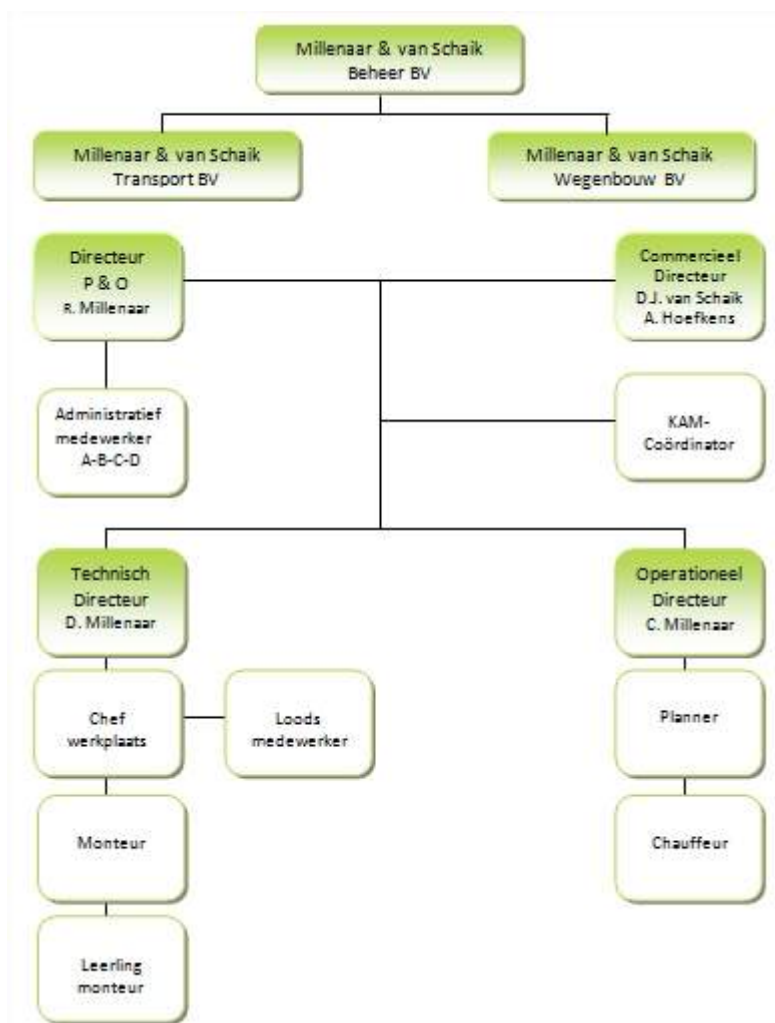 Millenaar & van Schaik
Beheer BV
Millenaar & van Schaik
Transport BV
Millenaar & van Schaik
Wegenbouw BV
Directeur
P & O
R. Millenaar
Commercieel
Directeur
D.J. van Schaik
A. Hoefkens
Administratief
medewerker
A-B-C-D
KAM-
Coördinator
Technisch
Directeur
D. Millenaar
Operationeel
Directeur
C. Millenaar
Chef
werkplaats
Loods
medewerker
Planner
Monteur
Chauffeur
Leerling
monteur